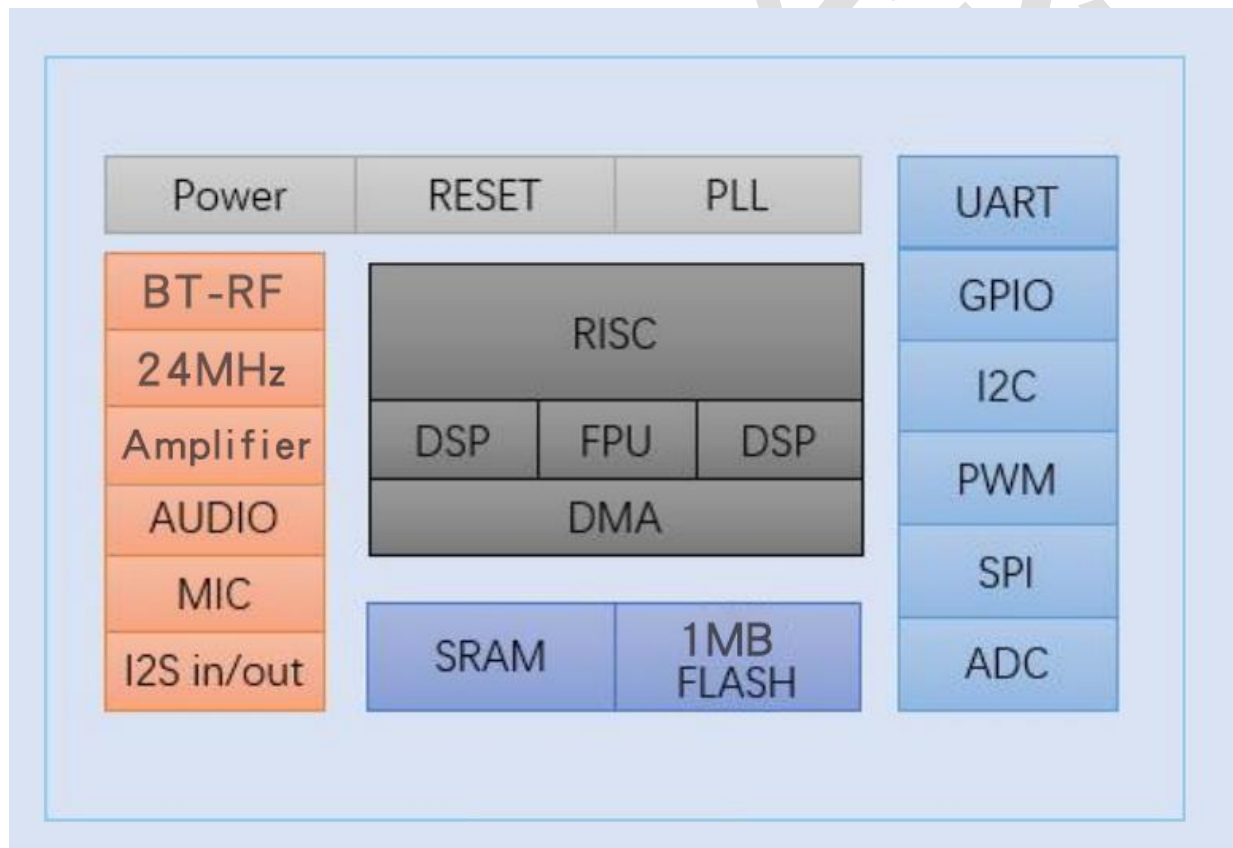 Power
RESET
PLL
BT-RF
24MHz
Amplifier
AUDIO
MIC
I2S in/out
RISC
DSP
FPU
DSP
DMA
SRAM
1MB
FLASH
UART
GPIO
I2C
PWM
SPI
ADC